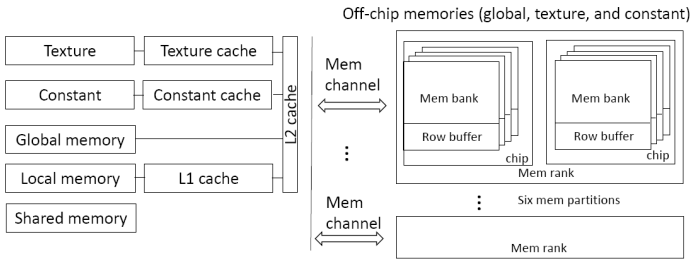 Off-chip memories (global, texture, and constant)
Texture
Texture cache
Constant
Constant cache
Global memory
Local memory
L1 cache
Shared memory
L2 cache
Mem
channel
⋮
Mem
channel
Mem bank
Row buffer
chip
Mem bank
Row buffer
chip
Mem rank
⋮
Six mem partitions
Mem rank